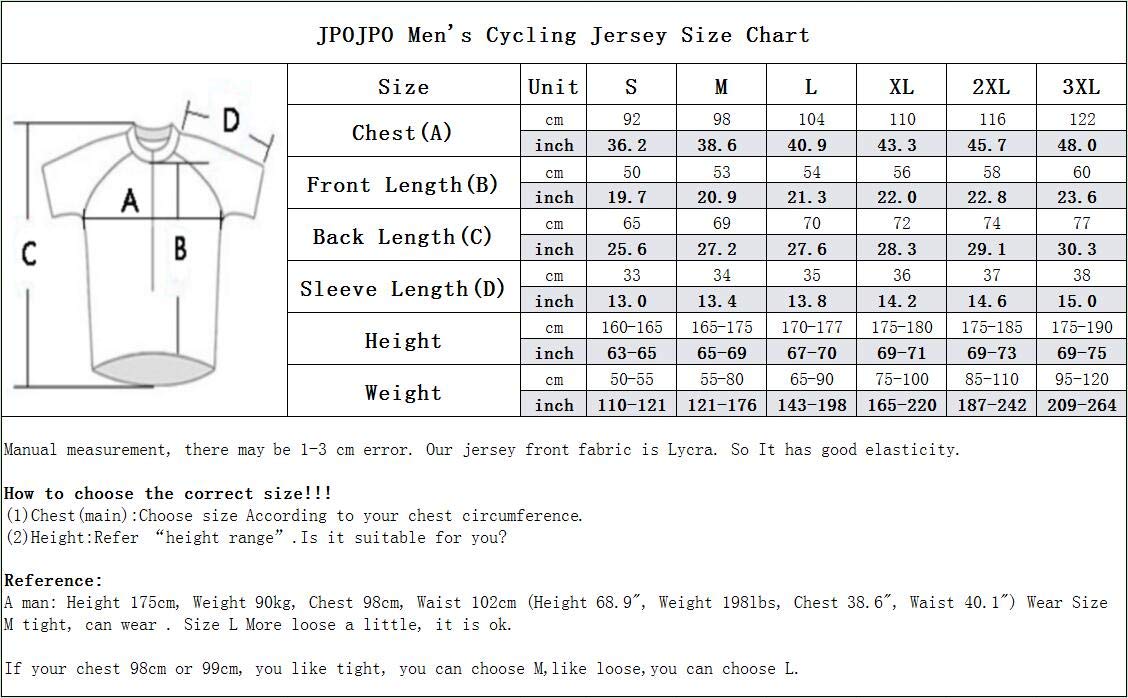 JPOJPO Men's Cycling Jersey Size Chart
Size Unit S M L XL 2XL 3XL
Chest(A) cm 92 98 104 110 116 122
inch 36.2 38.6 40.9 43.3 45.7 48.0
Front Length(B) cm 50 53 54 56 58 60
inch 19.7 20.9 21.3 22.0 22.8 23.6
Back Length(C) cm 65 69 70 72 74 77
inch 25.6 27.2 27.6 28.3 29.1 30.3
Sleeve Length(D) cm 33 34 35 36 37 38
inch 13.0 13.4 13.8 14.2 14.6 15.0
Height cm 160-165 165-175 170-177 175-180 175-185 175-190
inch 63-65 65-69 67-70 69-71 69-73 69-75
Weight cm 50-55 55-80 65-90 75-100 85-110 95-120
inch 110-121 121-176 143-198 165-220 187-242 209-264
D
A
B
C
Manual measurement, there may be 1-3 cm error. Our jersey front fabric is Lycra. So It has good elasticity.
How to choose the correct size!!!
(1)Chest(main):Choose size According to your chest circumference.
(2)Height:Refer “height range”.Is it suitable for you?
Reference:
A man: Height 175cm, Weight 90kg, Chest 98cm, Waist 102cm (Height 68.9″, Weight 198lbs, Chest 38.6″, Waist 40.1″) Wear Size
M tight, can wear . Size L More loose a little, it is ok.
If your chest 98cm or 99cm, you like tight, you can choose M,like loose,you can choose L.